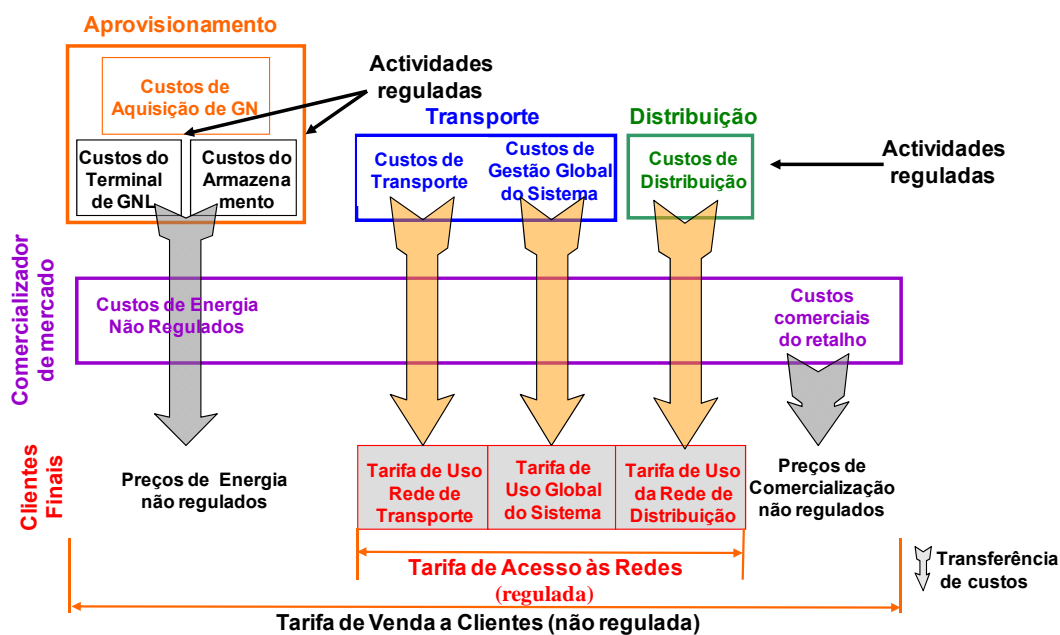 Aprovisionamento
Custos de
Aquisição de GN
Actividades
reguladas
Custos do
Terminal
de GNL
Custos do
Armazena
mento
Transporte
Custos de
Transporte
Custos de
Gestão Global
do Sistema
Distribuição
Custos de
Distribuição
Actividades
reguladas
Comercializador
de mercado
Custos de Energia
Não Regulados
Custos
comerciais
do retalho
Clientes
Finais
Preços de Energia
não regulados
Tarifa de Uso
Rede de
Transporte
Tarifa de
Uso Global
do Sistema
Tarifa de Uso
da Rede de
Distribuição
Preços de
Comercialização
não regulados
Tarifa de Acesso às Redes
(regulada)
Transferência
de custos
Tarifa de Venda a Clientes (não regulada)